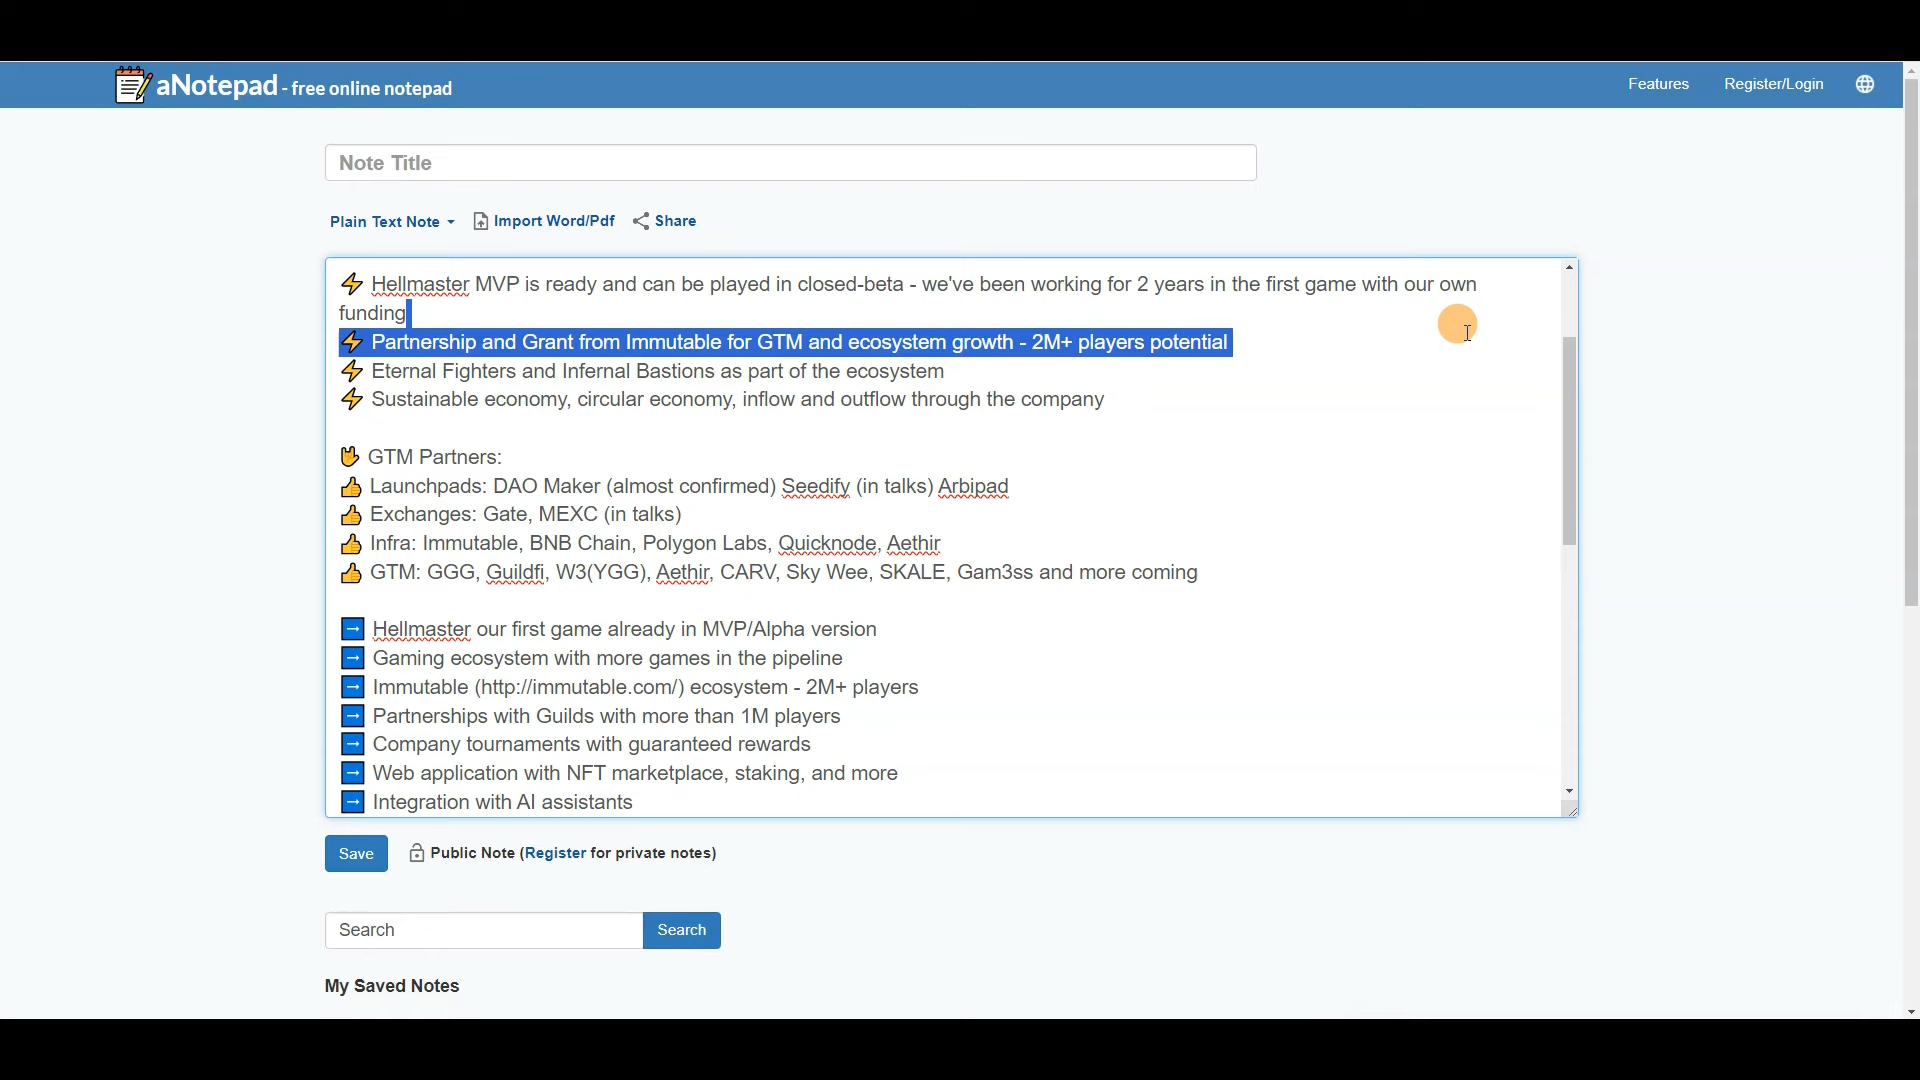 aNotepad - free online notepad
Features
Register/Login
Note Title
Plain Text Note
Import Word/Pdf
Share
⚡ Hellmaster MVP is ready and can be played in closed-beta - we've been working for 2 years in the first game with our own
funding
⚡ Partnership and Grant from Immutable for GTM and ecosystem growth - 2M+ players potential
⚡ Eternal Fighters and Infernal Bastions as part of the ecosystem
⚡ Sustainable economy, circular economy, inflow and outflow through the company
🤟 GTM Partners:
👍 Launchpads: DAO Maker (almost confirmed) Seedify (in talks) Arbipad
👍 Exchanges: Gate, MEXC (in talks)
👍 Infra: Immutable, BNB Chain, Polygon Labs, Quicknode, Aethir
👍 GTM: GGG, Guildfi, W3(YGG), Aethir, CARV, Sky Wee, SKALE, Gam3ss and more coming
➡ Hellmaster our first game already in MVP/Alpha version
➡ Gaming ecosystem with more games in the pipeline
➡ Immutable (http://immutable.com/) ecosystem - 2M+ players
➡ Partnerships with Guilds with more than 1M players
➡ Company tournaments with guaranteed rewards
➡ Web application with NFT marketplace, staking, and more
➡ Integration with AI assistants
Save
Public Note (Register for private notes)
Search
Search
My Saved Notes